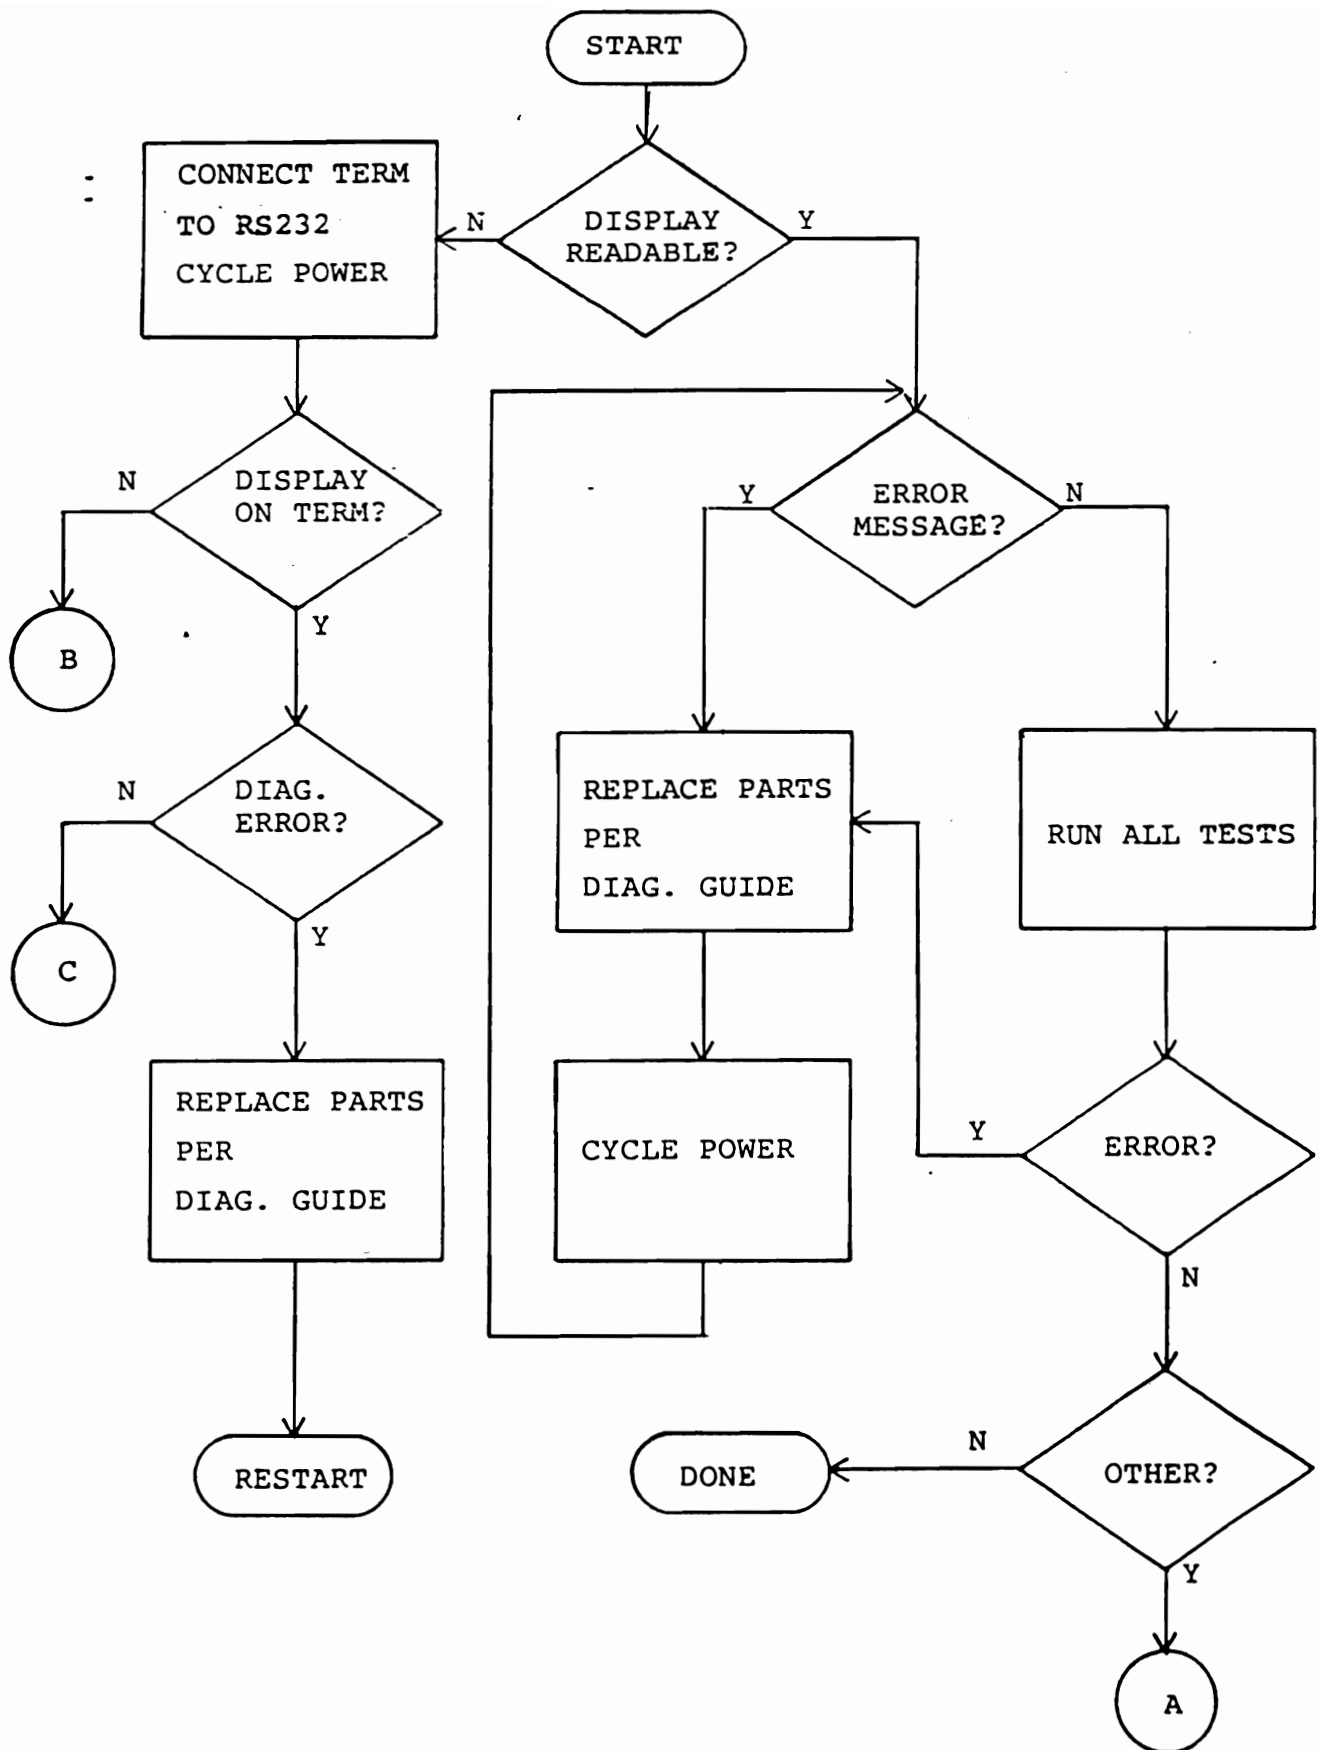 START
CONNECT TERM
TO RS232
CYCLE POWER
N
DISPLAY
READABLE?
Y
N
DISPLAY
ON TERM?
Y
B
Y
ERROR
MESSAGE?
N
N
DIAG.
ERROR?
Y
C
REPLACE PARTS
PER
DIAG. GUIDE
RUN ALL TESTS
REPLACE PARTS
PER
DIAG. GUIDE
CYCLE POWER
Y
ERROR?
N
RESTART
DONE
N
OTHER?
Y
A